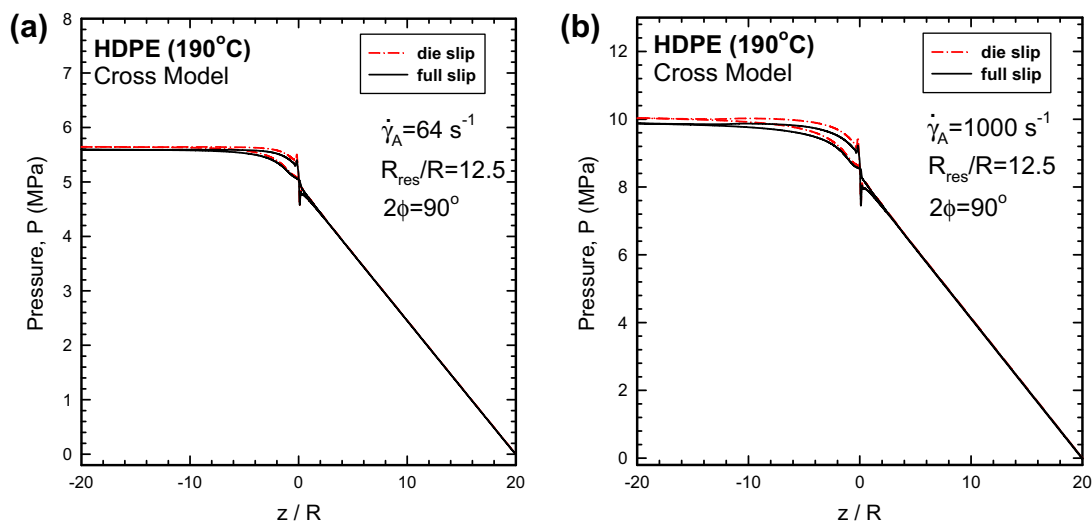 (a)
HDPE (190°C)
Cross Model
die slip
full slip
γ̇A=64 s-1
Rres/R=12.5
2ϕ=90o
Pressure, P (MPa)
8
7
6
5
4
3
2
1
0
-20 -10 0 10 20
z / R
(b)
HDPE (190°C)
Cross Model
die slip
full slip
γ̇A=1000 s-1
Rres/R=12.5
2ϕ=90o
Pressure, P (MPa)
12
10
8
6
4
2
0
-20 -10 0 10 20
z / R